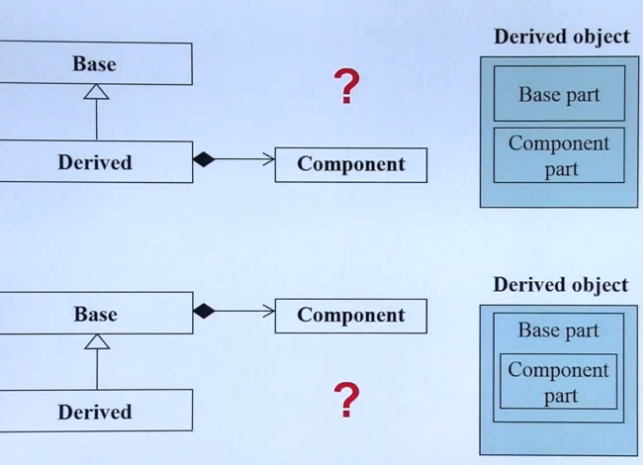 Derived object
Base
?
Base part
Derived
Component
Component
part
Derived object
Base
Component
Base part
Component
part
Derived
?